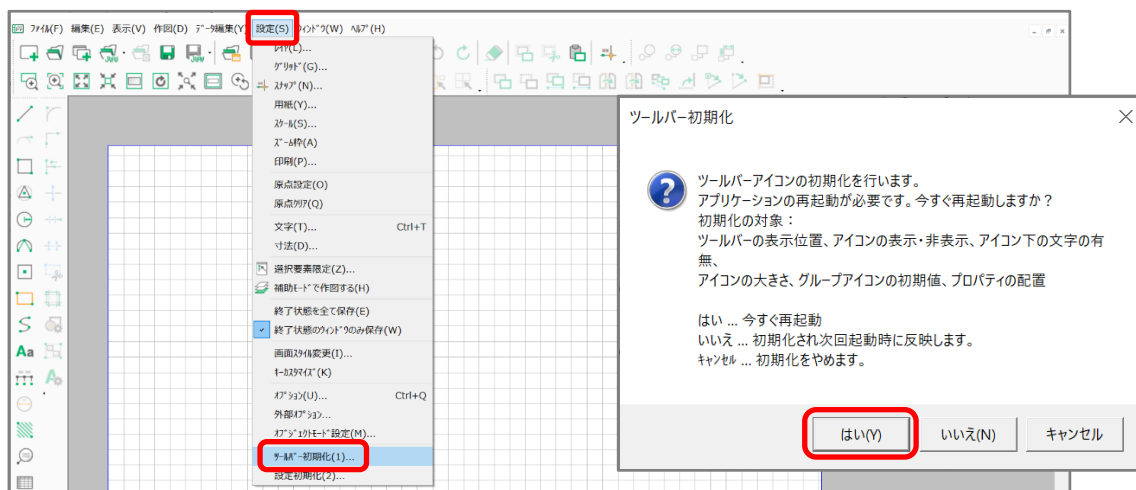 ﾌｧｲﾙ(F) 編集(E) 表示(V) 作図(D) ﾃﾞｰﾀ編集(Y) 設定(S) ｳｨﾝﾄﾞｳ(W) ﾍﾙﾌﾟ(H)
ﾚｲﾔ(L)...
ｸﾞﾘｯﾄﾞ(G)...
ｽﾅｯﾌﾟ(N)...
用紙(Y)...
ｽｹｰﾙ(S)...
ｽﾞｰﾑ枠(A)
印刷(P)...
原点設定(O)
原点ｸﾘｱ(Q)
文字(T)... Ctrl+T
寸法(D)...
選択要素限定(Z)...
補助ﾓｰﾄﾞで作図する(H)
終了状態を全て保存(E)
終了状態のｳｨﾝﾄﾞｳのみ保存(W)
画面ｽﾀｲﾙ変更(I)...
ｷｰｶｽﾀﾏｲｽﾞ(K)
ｵﾌﾟｼｮﾝ(U)... Ctrl+Q
外部ｵﾌﾟｼｮﾝ...
ｵﾌﾞｼﾞｪｸﾄﾓｰﾄﾞ設定(M)...
ﾂｰﾙﾊﾞｰ初期化(1)...
設定初期化(2)...
Aa
ツールバー初期化
ツールバーアイコンの初期化を行います。
アプリケーションの再起動が必要です。今すぐ再起動しますか？
初期化の対象：
ツールバーの表示位置、アイコンの表示・非表示、アイコン下の文字の有
無、
アイコンの大きさ、グループアイコンの初期値、プロパティの配置
はい ... 今すぐ再起動
いいえ ... 初期化され次回起動時に反映します。
ｷｬﾝｾﾙ ... 初期化をやめます。
はい(Y) いいえ(N) キャンセル